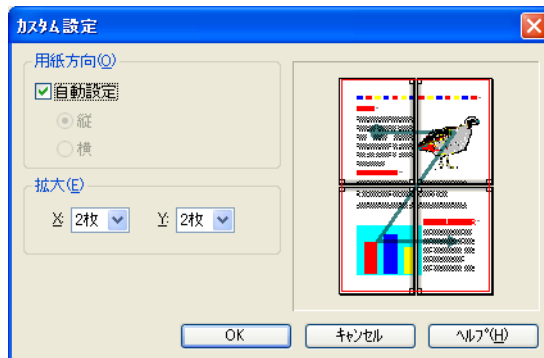 カスタム設定
用紙方向(O)
自動設定
縦
横
拡大(E)
X: 2枚 Y: 2枚
OK キャンセル ヘルプ(H)